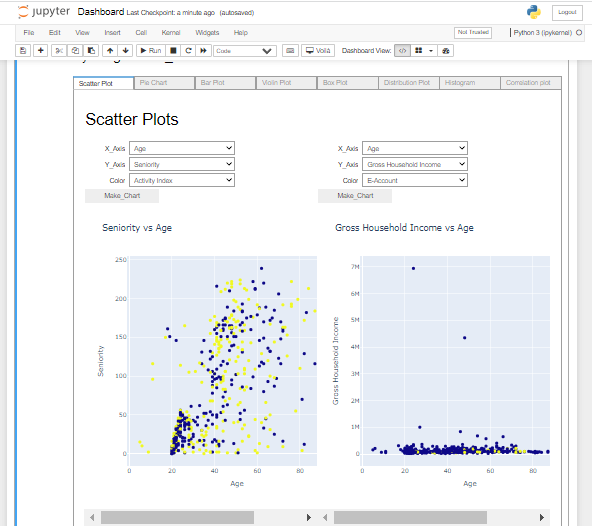 jupyter Dashboard Last Checkpoint: a minute ago (autosaved) Logout
File Edit View Insert Cell Kernel Widgets Help Not Trusted Python 3 (ipykernel)
Run Code Voilà Dashboard View:
Scatter Plot Pie Chart Bar Plot Violin Plot Box Plot Distribution Plot Histogram Correlation plot
Scatter Plots
X_Axis Age X_Axis Age
Y_Axis Seniority Y_Axis Gross Household Income
Color Activity Index Color E-Account
Make_Chart Make_Chart
Seniority vs Age
250
200
150
100
50
0
Seniority
0 20 40 60 80
Age
Gross Household Income vs Age
7M
6M
5M
4M
3M
2M
1M
0
Gross Household Income
0 20 40 60 80
Age